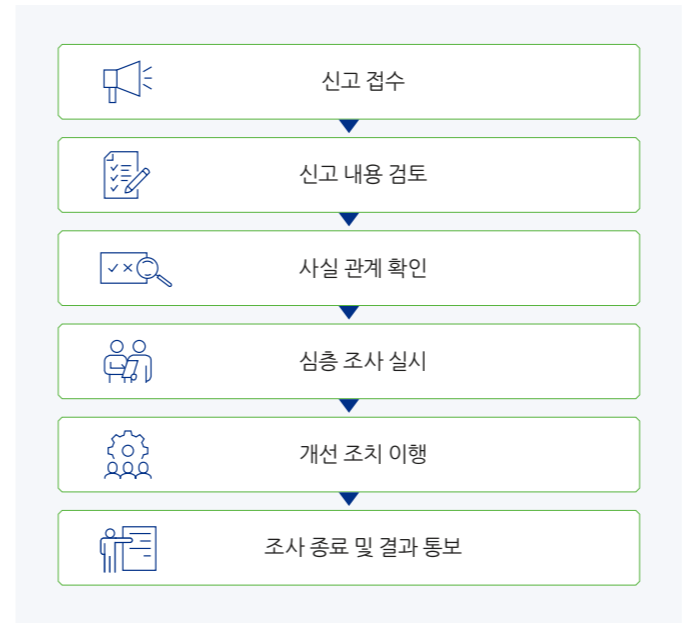 신고 접수
신고 내용 검토
사실 관계 확인
심층 조사 실시
개선 조치 이행
조사 종료 및 결과 통보